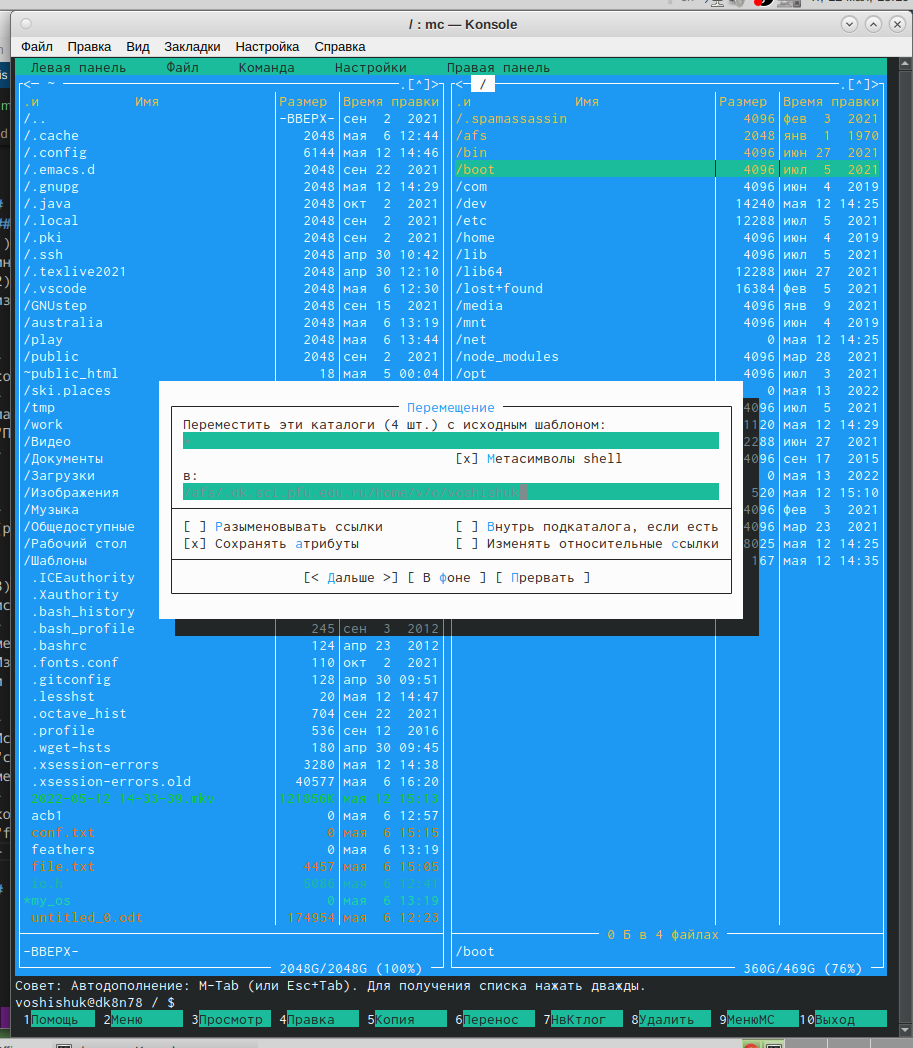 / : mc — Konsole
Файл Правка Вид Закладки Настройка Справка
Левая панель Файл Команда Настройки Правая панель
<— ~ .[^]> <— / .[^]>
.и Имя Размер Время правки .и Имя Размер Время правки
/.. -ВВЕРХ- сен 2 2021 /.spamassassin 4096 фев 3 2021
/.cache 2048 мая 6 12:44 /afs 2048 янв 1 1970
/.config 6144 мая 12 14:46 /bin 4096 июн 27 2021
/.emacs.d 2048 сен 22 2021 /boot 4096 июл 5 2021
/.gnupg 2048 мая 12 14:29 /com 4096 июн 4 2019
/.java 2048 окт 2 2021 /dev 14240 мая 12 14:25
/.local 2048 сен 2 2021 /etc 12288 июл 5 2021
/.pki 2048 сен 2 2021 /home 4096 июн 4 2019
/.ssh 2048 апр 30 10:42 /lib 4096 июл 5 2021
/.texlive2021 2048 апр 30 12:10 /lib64 12288 июн 27 2021
/.vscode 2048 мая 6 12:30 /lost+found 16384 фев 5 2021
/GNUstep 2048 сен 15 2021 /media 4096 янв 9 2021
/australia 2048 мая 6 13:19 /mnt 4096 июн 4 2019
/play 2048 мая 6 13:44 /net 0 мая 12 14:25
/public 2048 сен 2 2021 /node_modules 4096 мар 28 2021
~public_html 18 мая 5 00:04 /opt 4096 июл 3 2021
/ski.places 0 мая 13 2022
/tmp 4096 июл 5 2021
/work 1120 мая 12 14:29
/Видео 2288 июн 27 2021
/Документы 4096 сен 17 2015
/Загрузки 0 мая 13 2022
/Изображения 520 мая 12 15:10
/Музыка 4096 фев 3 2021
/Общедоступные 4096 мар 23 2021
/Рабочий стол 8025 мая 12 14:25
/Шаблоны 167 мая 12 14:35
Перемещение
Переместить эти каталоги (4 шт.) с исходным шаблоном:
*
[x] Метасимволы shell
в:
[ ] Разыменовывать ссылки [ ] Внутрь подкаталога, если есть
[x] Сохранять атрибуты [ ] Изменять относительные ссылки
[< Дальше >] [ В фоне ] [ Прервать ]
.ICEauthority
.Xauthority
.bash_history
.bash_profile 245 сен 3 2012
.bashrc 124 апр 23 2012
.fonts.conf 110 окт 2 2021
.gitconfig 128 апр 30 09:51
.lesshst 20 мая 12 14:47
.octave_hist 704 сен 22 2021
.profile 536 сен 12 2016
.wget-hsts 180 апр 30 09:45
.xsession-errors 3280 мая 12 14:38
.xsession-errors.old 40577 мая 6 16:20
acb1 0 мая 6 12:57
conf.txt 0 мая 6 15:15
feathers 0 мая 6 13:19
file.txt 4457 мая 6 15:05
io.h
*my_os 0 мая 6 13:19
untitled_0.odt 174954 мая 6 12:23
0 Б в 4 файлах
-ВВЕРХ- /boot
2048G/2048G (100%) 360G/469G (76%)
Совет: Автодополнение: M-Tab (или Esc+Tab). Для получения списка нажать дважды.
voshishuk@dk8n78 / $
1Помощь 2Меню 3Просмотр 4Правка 5Копия 6Перенос 7НвКтлог 8Удалить 9МенюМС 10Выход